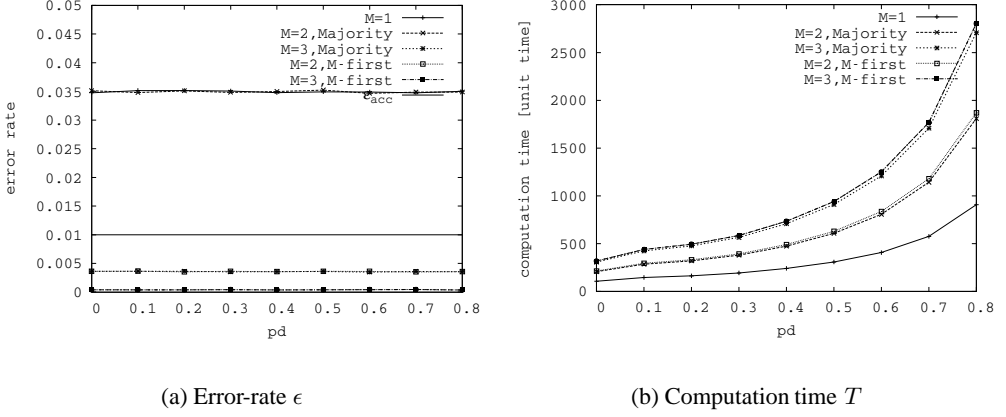 0.05
0.045
0.04
0.035
0.03
0.025
0.02
0.015
0.01
0.005
0
error rate
0 0.1 0.2 0.3 0.4 0.5 0.6 0.7 0.8
pd
M=1
M=2,Majority
M=3,Majority
M=2,M-first
M=3,M-first
ϵacc
(a) Error-rate ϵ
3000
2500
2000
1500
1000
500
0
computation time [unit time]
0 0.1 0.2 0.3 0.4 0.5 0.6 0.7 0.8
pd
M=1
M=2,Majority
M=3,Majority
M=2,M-first
M=3,M-first
(b) Computation time T